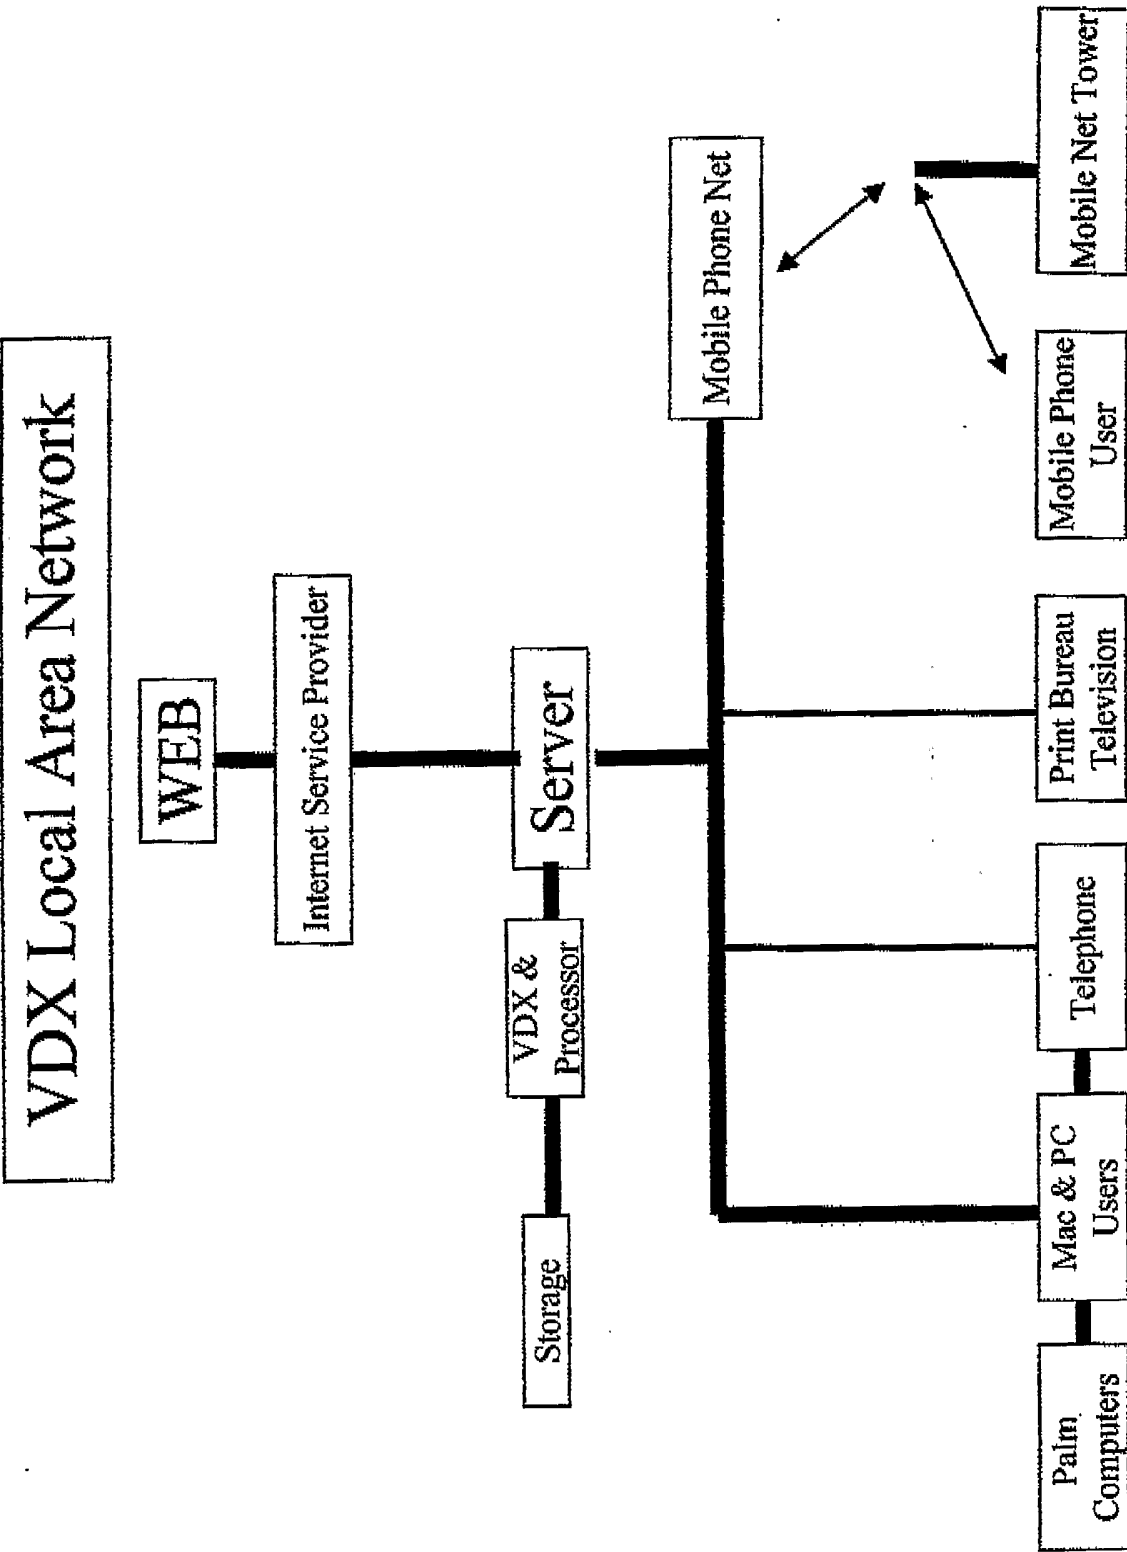 VDX Local Area Network
WEB
Internet Service Provider
Server
VDX &
Processor
Storage
Mobile Phone Net
Palm
Computers
Mac & PC
Users
Telephone
Print Bureau
Television
Mobile Phone
User
Mobile Net Tower